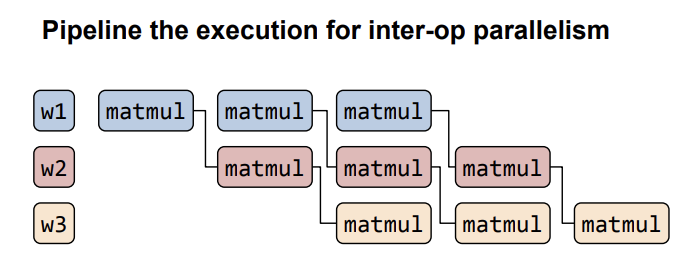 Pipeline the execution for inter-op parallelism
w1 matmul matmul matmul
w2 matmul matmul matmul
w3 matmul matmul matmul